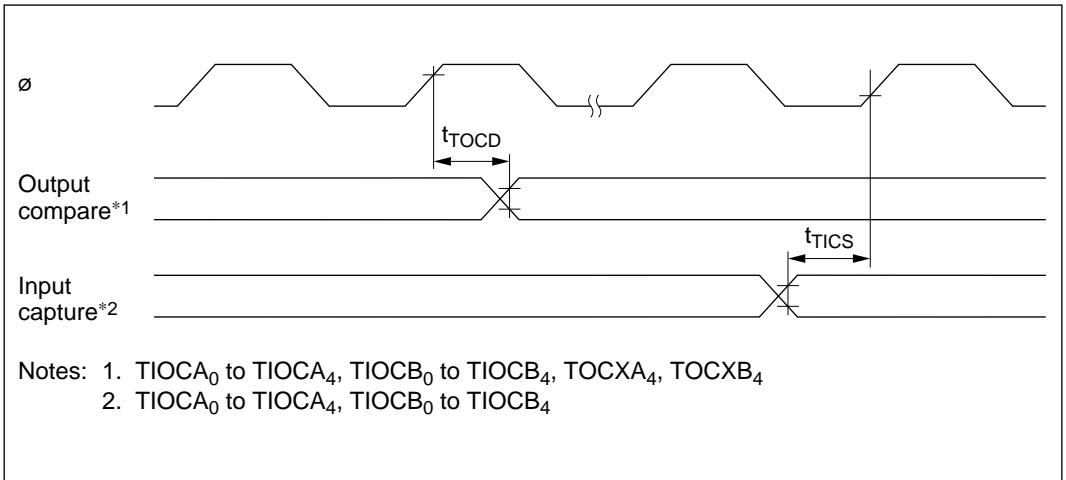 ø
tTOCD
Output
compare*1
tTICS
Input
capture*2
Notes: 1. TIOCA0 to TIOCA4, TIOCB0 to TIOCB4, TOCXA4, TOCXB4
2. TIOCA0 to TIOCA4, TIOCB0 to TIOCB4